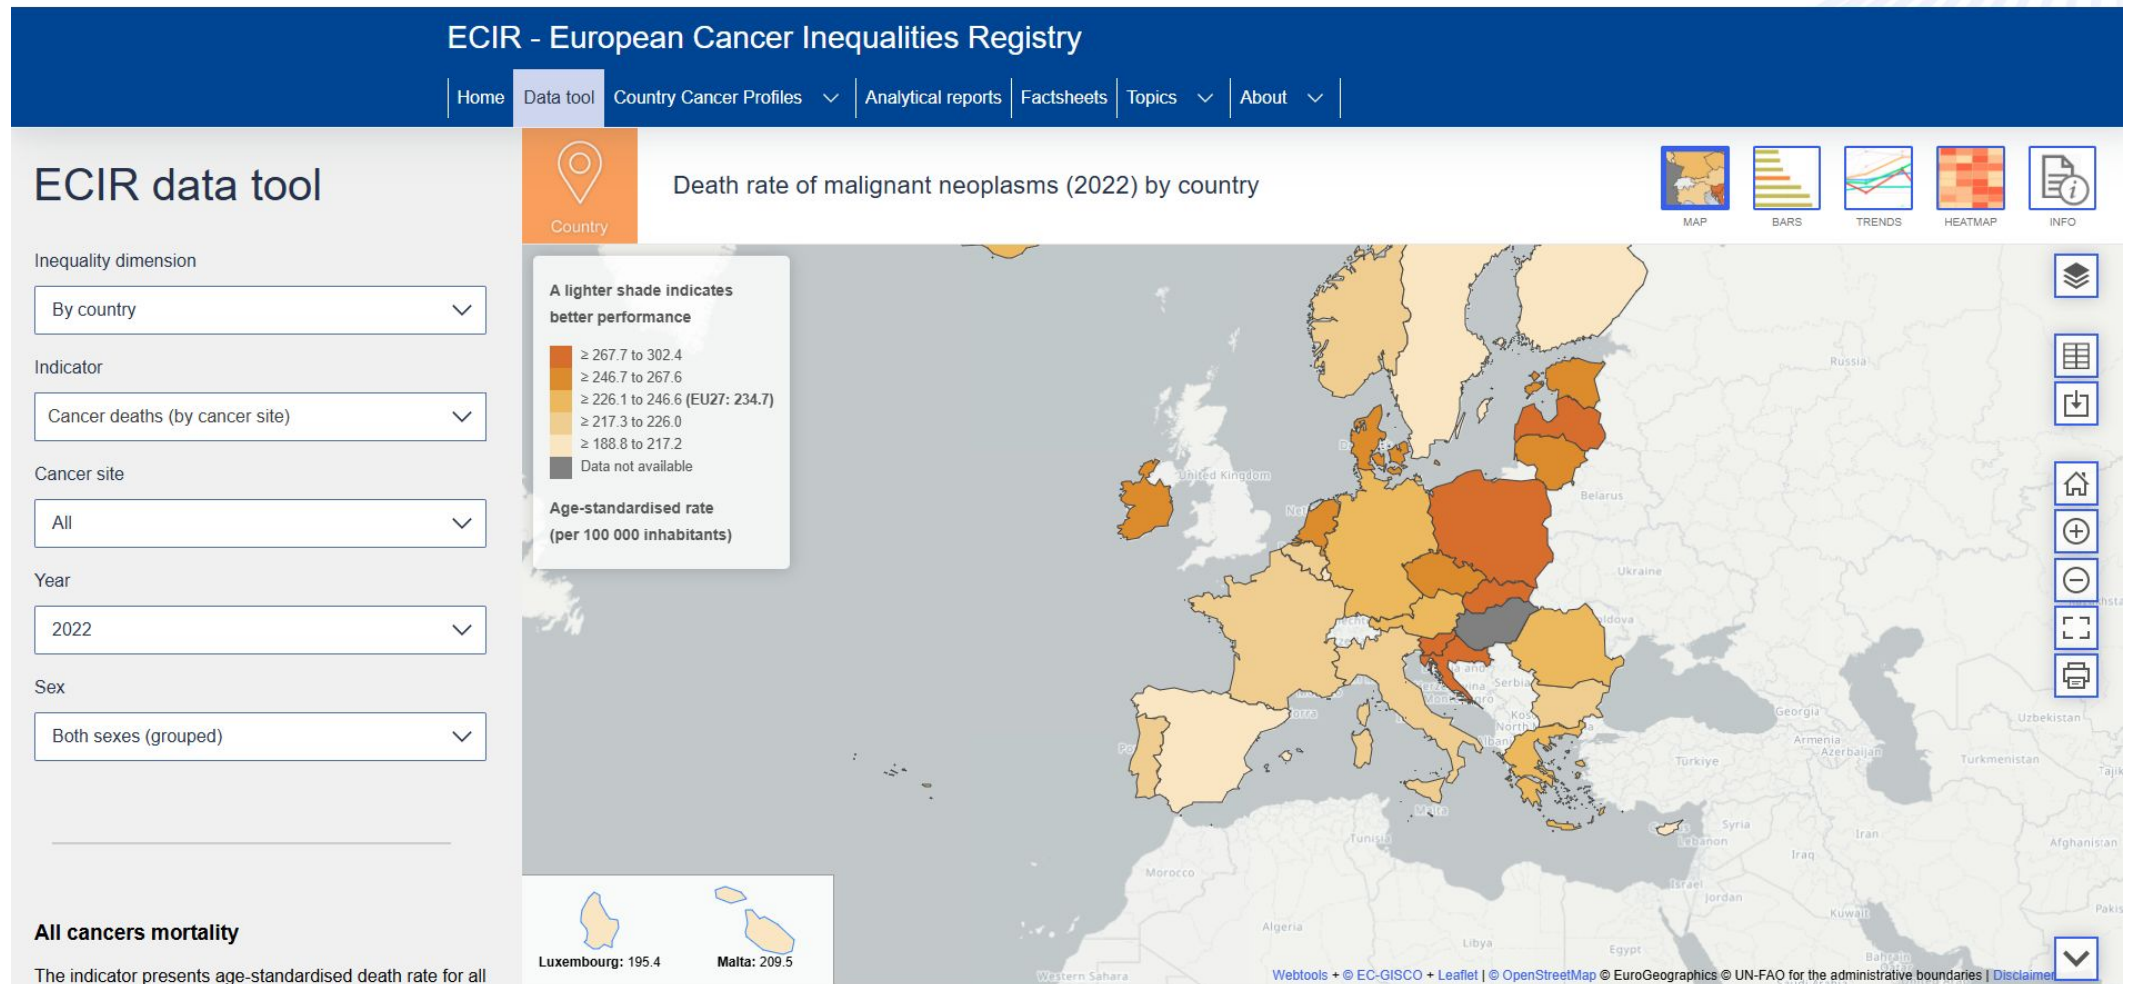 ECIR - European Cancer Inequalities Registry
Home
Data tool
Country Cancer Profiles
Analytical reports
Factsheets
Topics
About
ECIR data tool
Inequality dimension
By country
Indicator
Cancer deaths (by cancer site)
Cancer site
All
Year
2022
Sex
Both sexes (grouped)
All cancers mortality
The indicator presents age-standardised death rate for all
Country
Death rate of malignant neoplasms (2022) by country
MAP
BARS
TRENDS
HEATMAP
INFO
A lighter shade indicates
better performance
≥ 267.7 to 302.4
≥ 246.7 to 267.6
≥ 226.1 to 246.6 (EU27: 234.7)
≥ 217.3 to 226.0
≥ 188.8 to 217.2
Data not available
Age-standardised rate
(per 100 000 inhabitants)
Russia
United Kingdom
Belarus
Ukraine
Serbia
Georgia
Uzbekistan
Armenia
Azerbaijan
Türkiye
Turkmenistan
Malta
Syria
Tunisia
Lebanon
Iran
Afghanistan
Iraq
Morocco
Israel
Jordan
Kuwait
Algeria
Libya
Egypt
Western Sahara
Luxembourg: 195.4
Malta: 209.5
Webtools + © EC-GISCO + Leaflet | © OpenStreetMap © EuroGeographics © UN-FAO for the administrative boundaries | Disclaimer